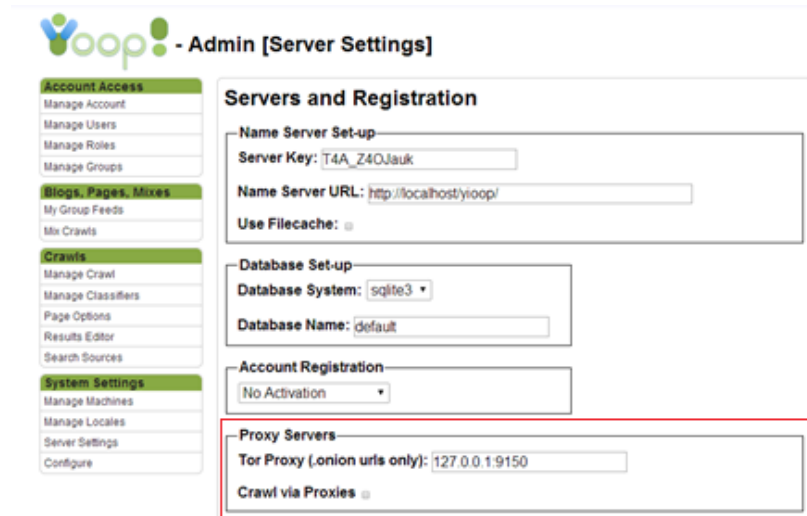 Yoop! - Admin [Server Settings]
Account Access
Manage Account
Manage Users
Manage Roles
Manage Groups
Blogs, Pages, Mixes
My Group Feeds
Mix Crawls
Crawls
Manage Crawl
Manage Classifiers
Page Options
Results Editor
Search Sources
System Settings
Manage Machines
Manage Locales
Server Settings
Configure
Servers and Registration
Name Server Set-up
Server Key: T4A_Z4OJauk
Name Server URL: http://localhost/yioop/
Use Filecache:
Database Set-up
Database System: sqlite3
Database Name: default
Account Registration
No Activation
Proxy Servers
Tor Proxy (.onion urls only): 127.0.0.1:9150
Crawl via Proxies